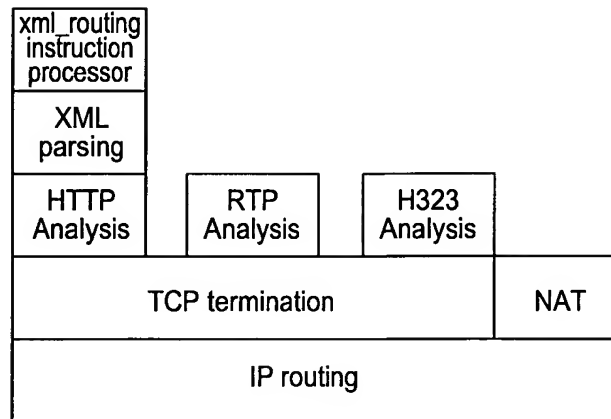 xml_routing
instruction
processor
XML
parsing
HTTP
Analysis
RTP
Analysis
H323
Analysis
TCP termination
NAT
IP routing